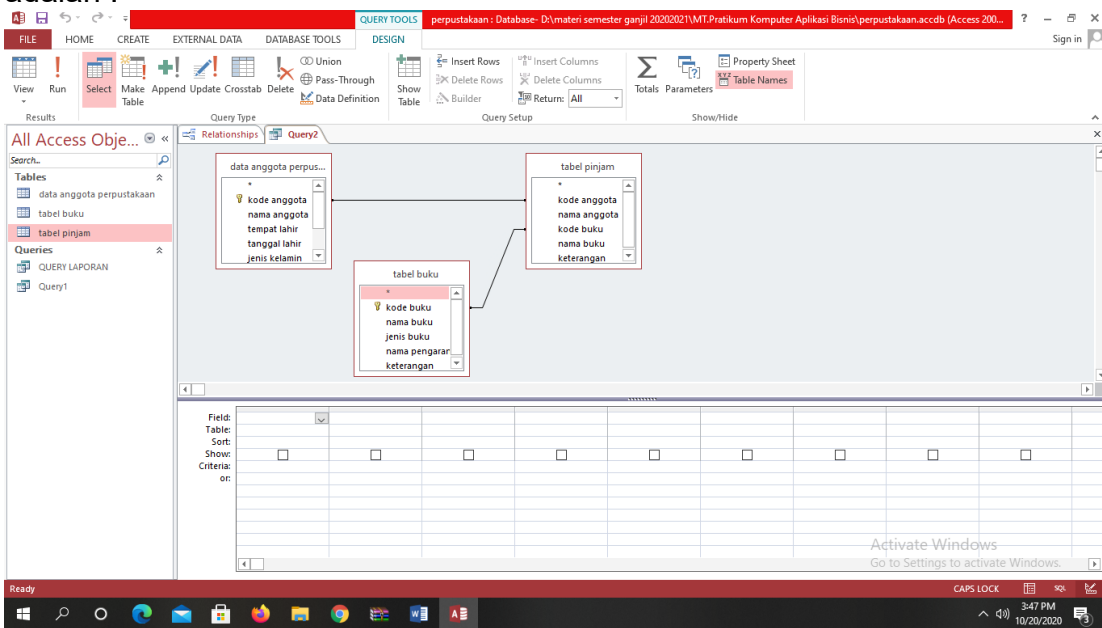 adalah :
QUERY TOOLS perpustakaan : Database- D:\materi semester ganjil 20202021\MT.Pratikum Komputer Aplikasi Bisnis\perpustakaan.accdb (Access 200... ?
FILE HOME CREATE EXTERNAL DATA DATABASE TOOLS DESIGN Sign in
View Run Select Make Table Append Update Crosstab Delete
Union
Pass-Through
Data Definition
Show Table
Insert Rows
Delete Rows
Builder
Insert Columns
Delete Columns
Return: All
Totals Parameters
Property Sheet
Table Names
Results Query Type Query Setup Show/Hide
All Access Obje... «
Search...
Tables
data anggota perpustakaan
tabel buku
tabel pinjam
Queries
QUERY LAPORAN
Query1
Relationships Query2
data anggota perpus...
*
kode anggota
nama anggota
tempat lahir
tanggal lahir
jenis kelamin
tabel buku
*
kode buku
nama buku
jenis buku
nama pengarar
keterangan
tabel pinjam
*
kode anggota
nama anggota
kode buku
nama buku
keterangan
Field:
Table:
Sort:
Show:
Criteria:
or:
Activate Windows
Go to Settings to activate Windows.
Ready CAPS LOCK SQL
3:47 PM
10/20/2020
3